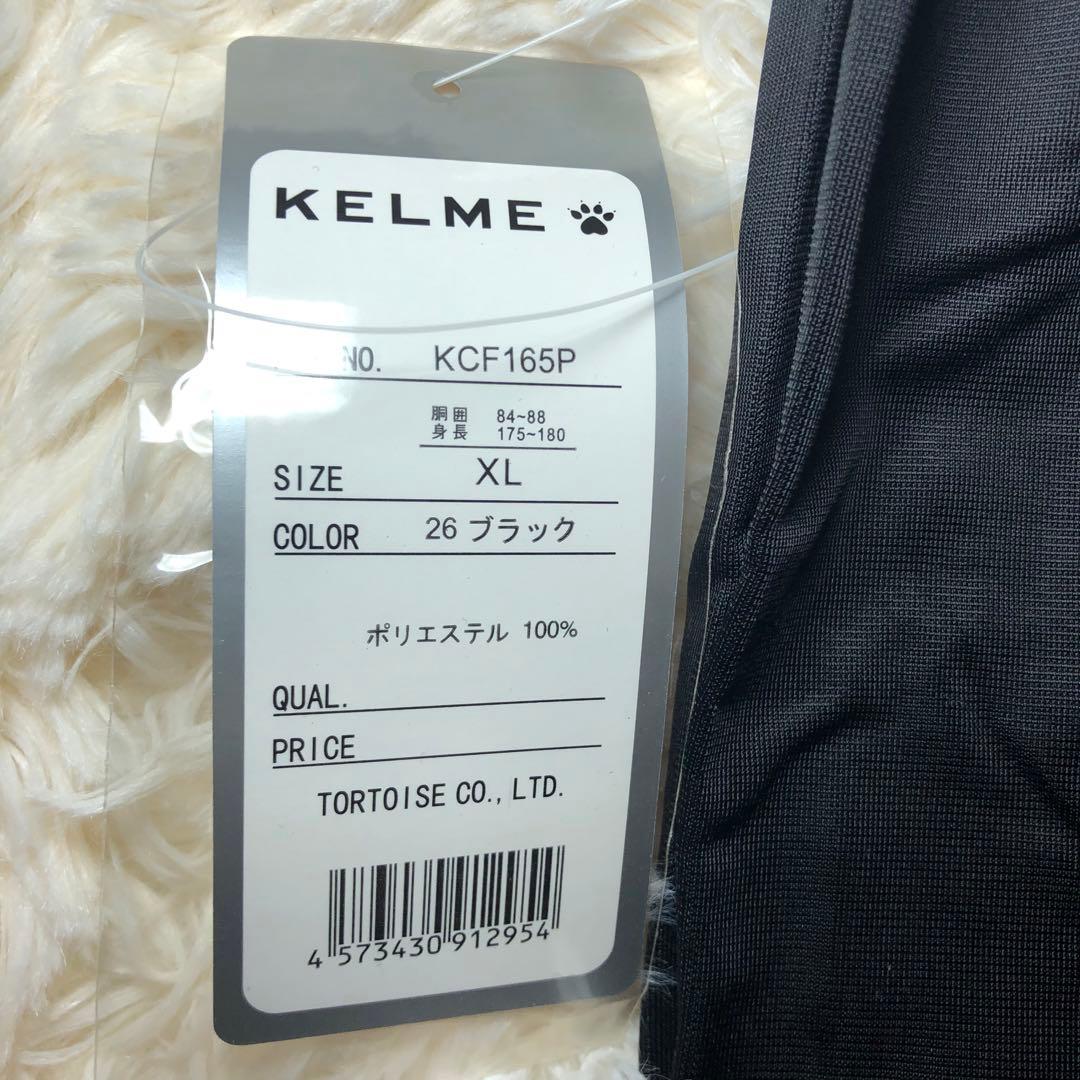 KELME
NO. KCF165P
胴囲 84~88
身長 175~180
SIZE XL
COLOR 26 ブラック
ポリエステル 100%
QUAL.
PRICE
TORTOISE CO., LTD.
4 573430 912954